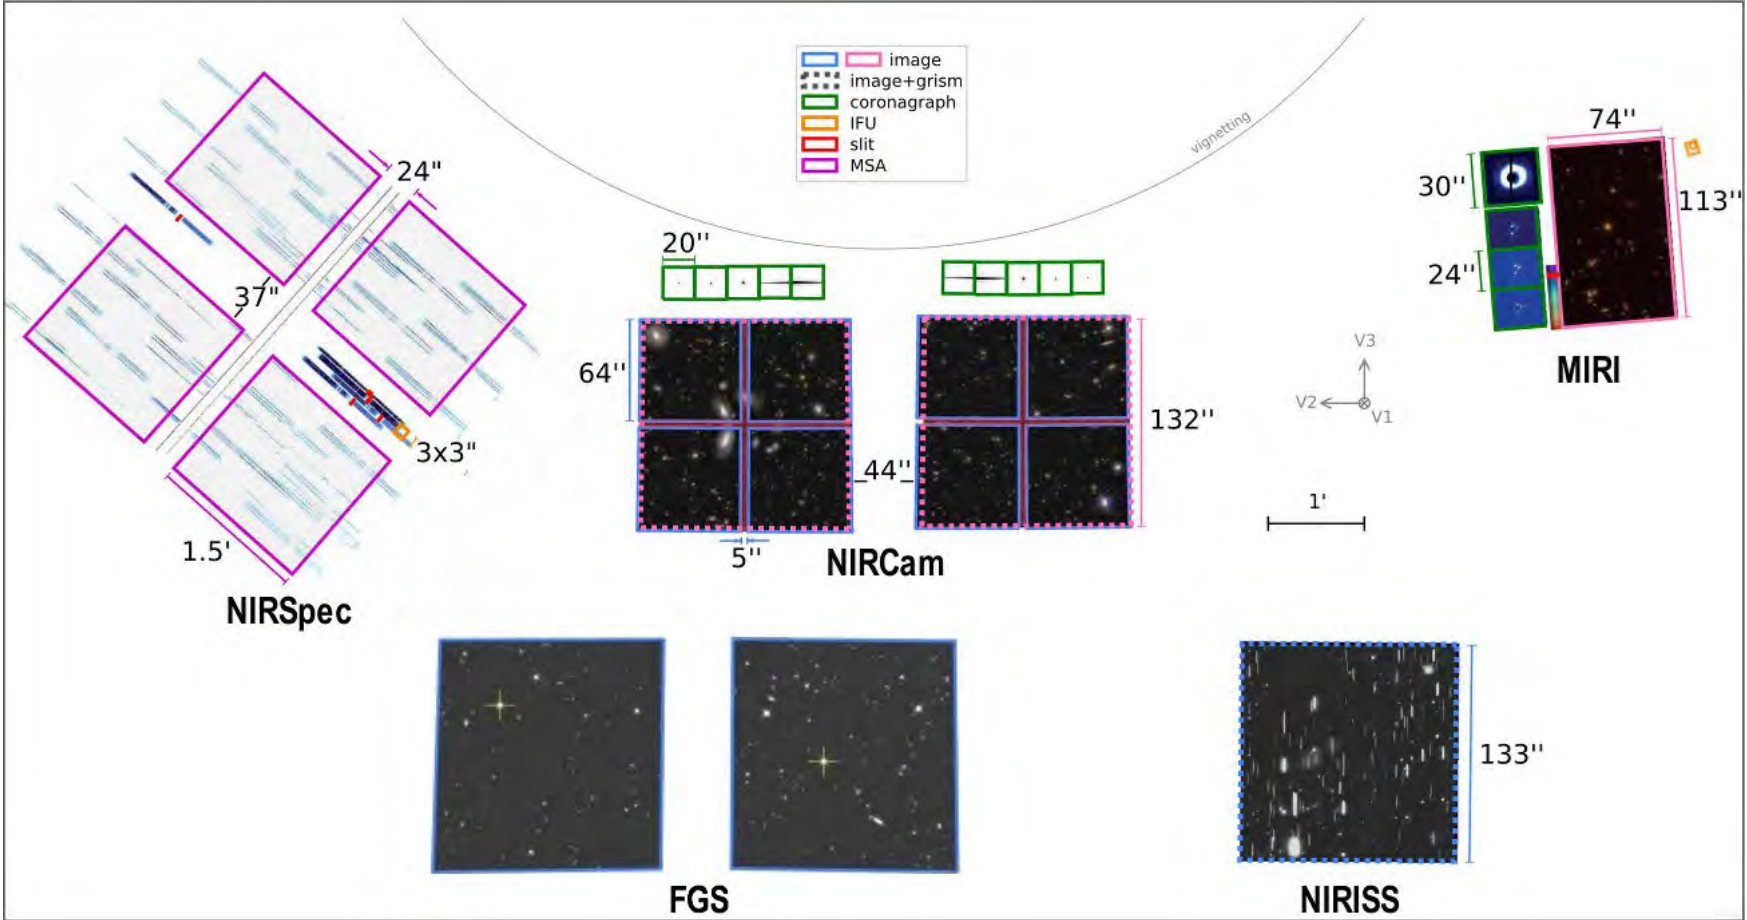 image
image+grism
coronagraph
IFU
slit
MSA
vignetting
24"
37"
3x3"
1.5'
NIRSpec
20''
64''
44''
132''
5''
NIRCam
74''
30''
113''
24''
MIRI
V3
V2
V1
1'
FGS
133''
NIRISS